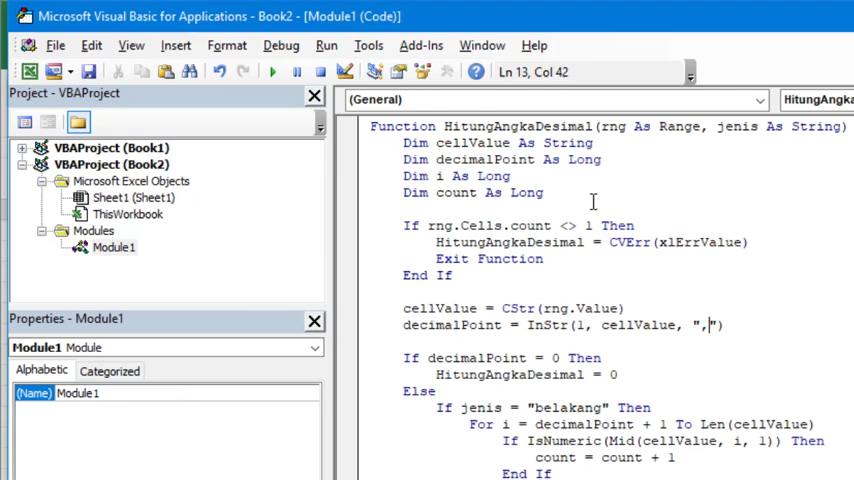 Microsoft Visual Basic for Applications - Book2 - [Module1 (Code)]
File Edit View Insert Format Debug Run Tools Add-Ins Window Help
Ln 13, Col 42
Project - VBAProject
VBAProject (Book1)
VBAProject (Book2)
Microsoft Excel Objects
Sheet1 (Sheet1)
ThisWorkbook
Modules
Module1
Properties - Module1
Module1 Module
Alphabetic Categorized
(Name) Module1
(General)
HitungAngka
Function HitungAngkaDesimal(rng As Range, jenis As String)
Dim cellValue As String
Dim decimalPoint As Long
Dim i As Long
Dim count As Long
If rng.Cells.count <> 1 Then
HitungAngkaDesimal = CVErr(xlErrValue)
Exit Function
End If
cellValue = CStr(rng.Value)
decimalPoint = InStr(1, cellValue, ",")
If decimalPoint = 0 Then
HitungAngkaDesimal = 0
Else
If jenis = "belakang" Then
For i = decimalPoint + 1 To Len(cellValue)
If IsNumeric(Mid(cellValue, i, 1)) Then
count = count + 1
End If